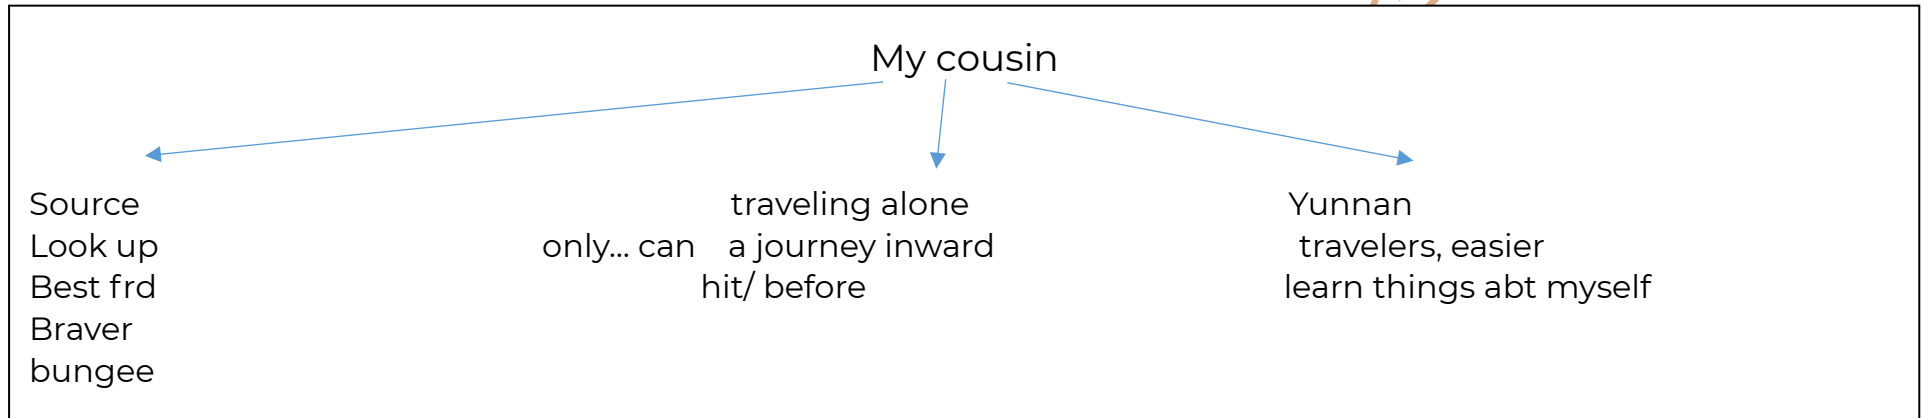 My cousin
Source
Look up
Best frd
Braver
bungee
traveling alone
only... can a journey inward
hit/ before
Yunnan
travelers, easier
learn things abt myself